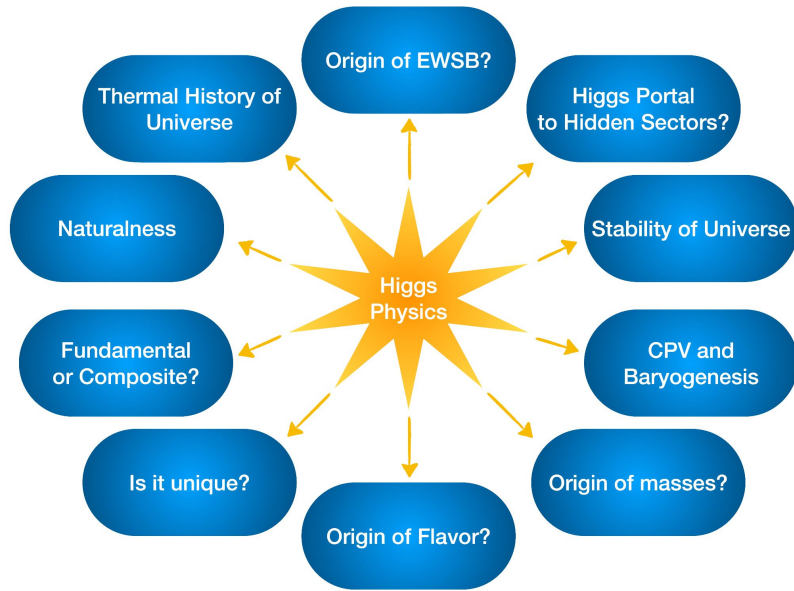 Origin of EWSB?
Thermal History of
Universe
Higgs Portal
to Hidden Sectors?
Naturalness
Stability of Universe
Higgs
Physics
Fundamental
or Composite?
CPV and
Baryogenesis
Is it unique?
Origin of masses?
Origin of Flavor?